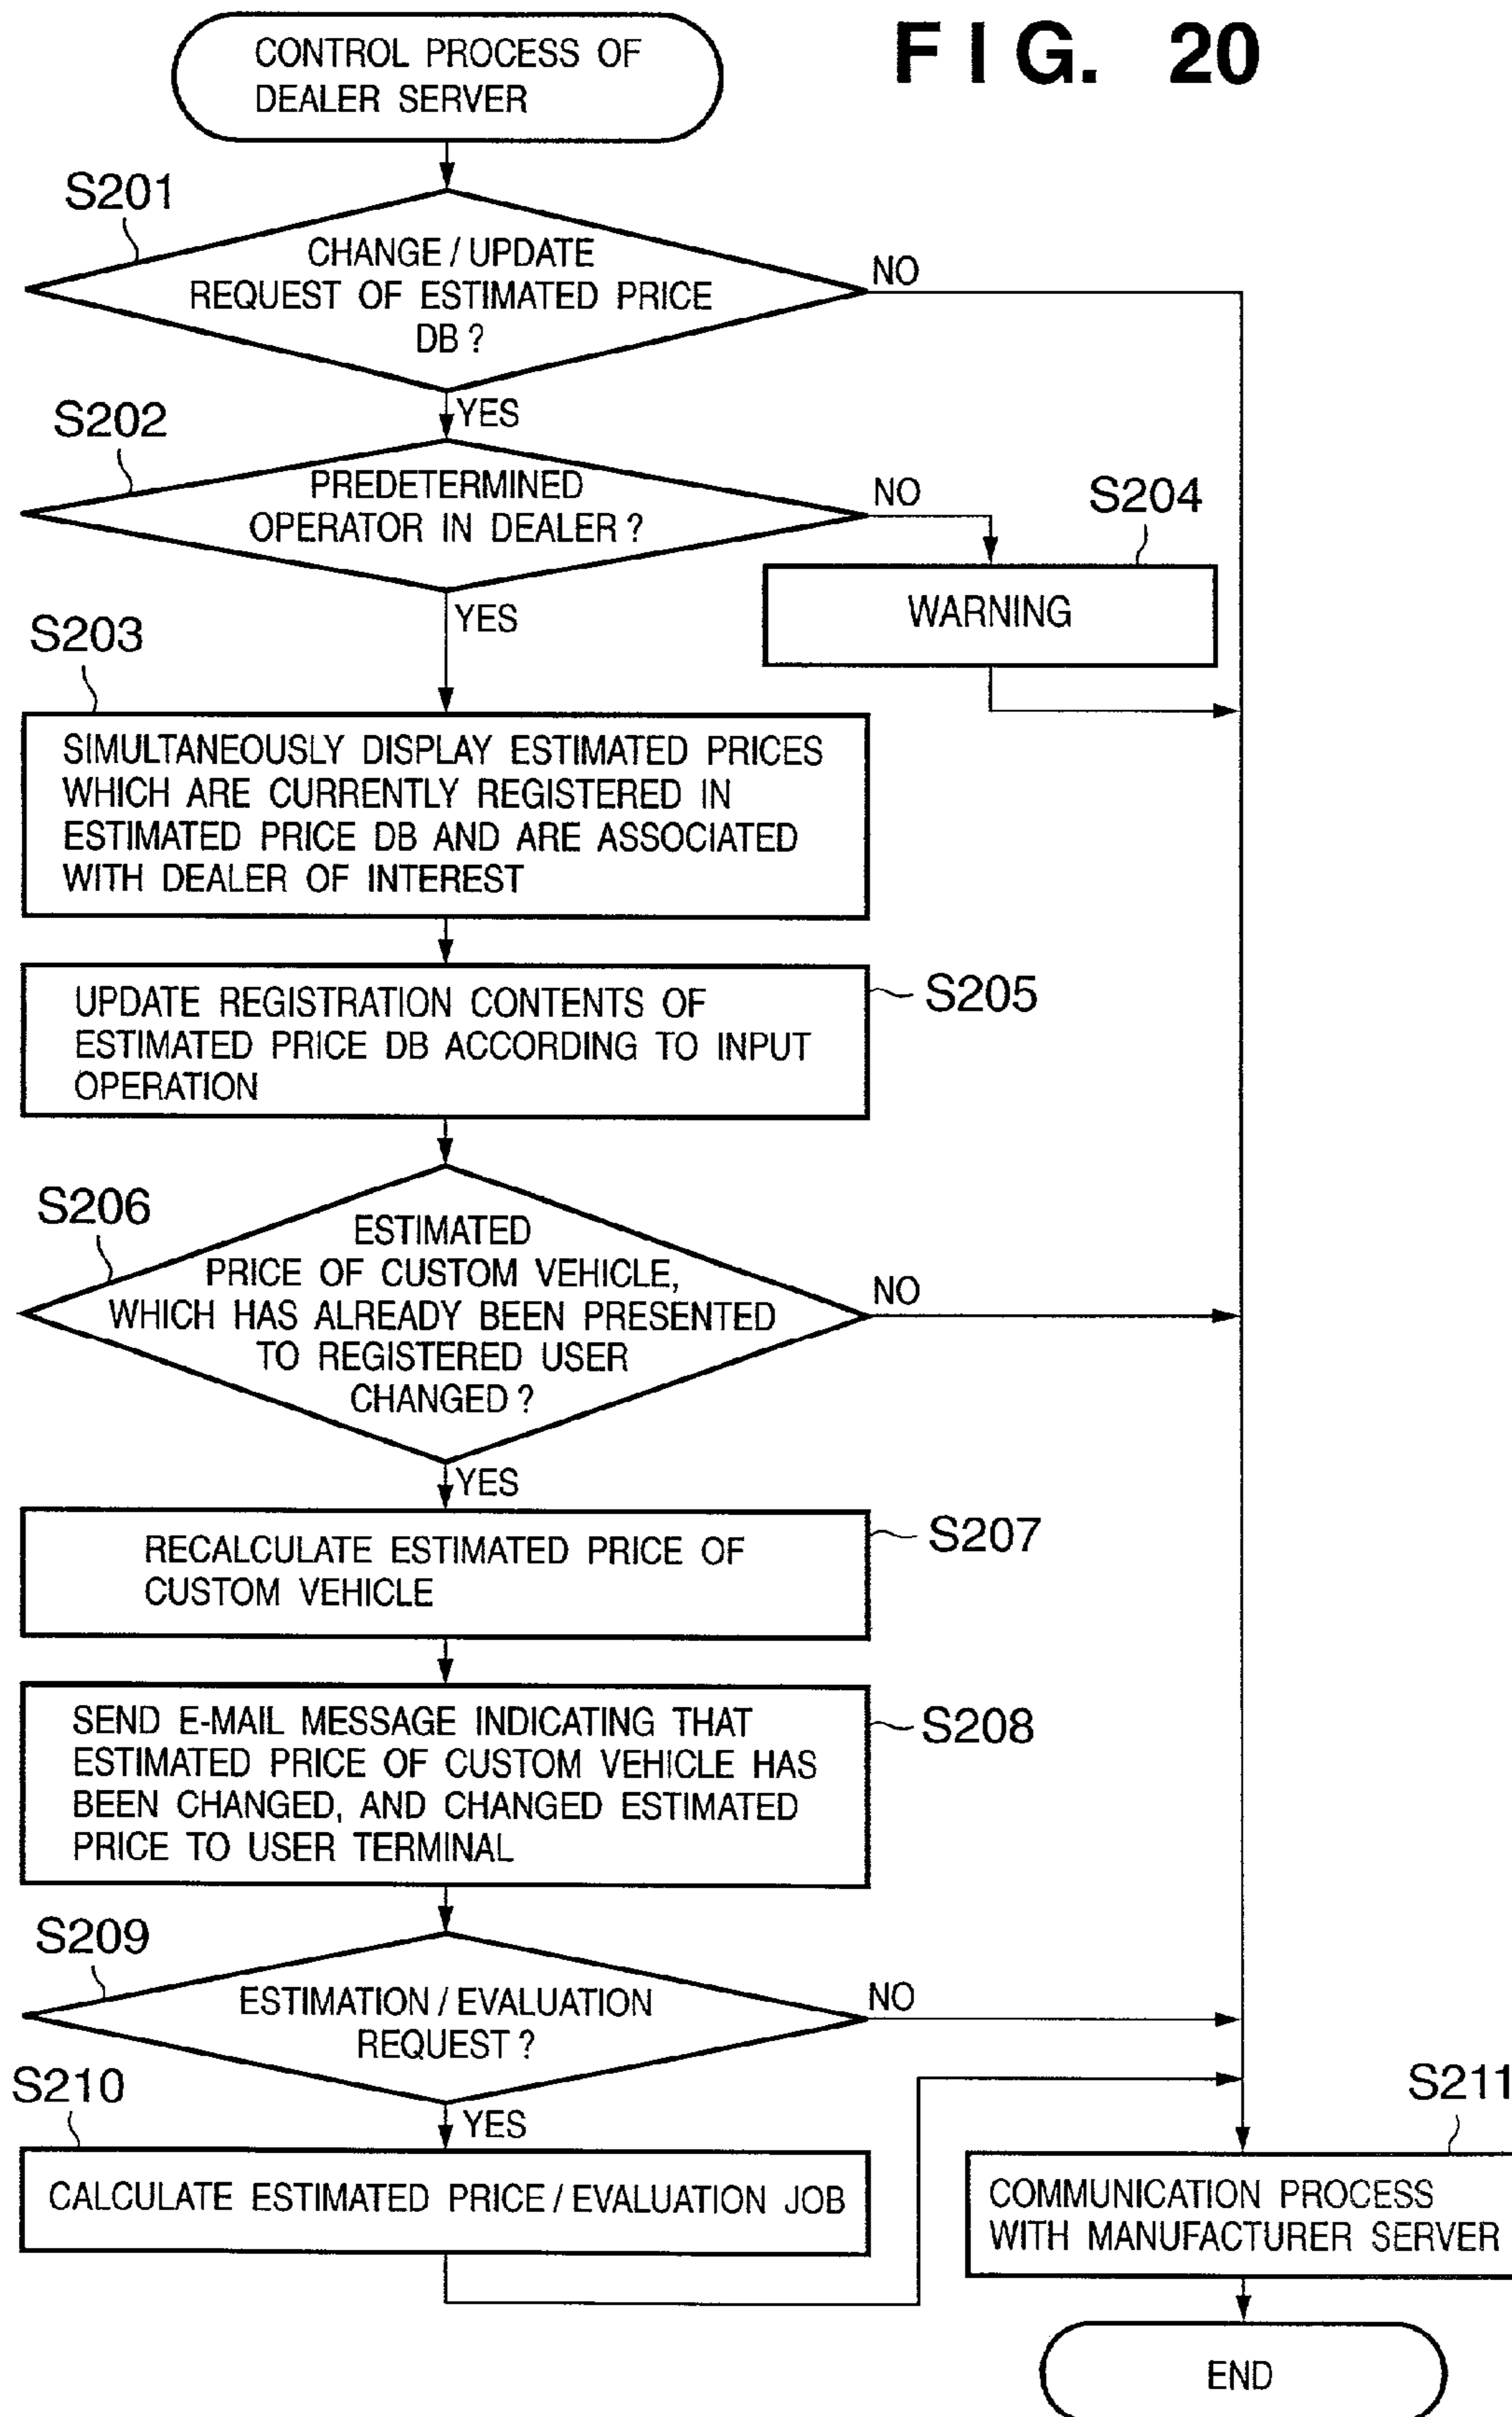 FIG. 20
CONTROL PROCESS OF
DEALER SERVER
S201
CHANGE / UPDATE
REQUEST OF ESTIMATED PRICE
DB ?
NO
YES
S202
PREDETERMINED
OPERATOR IN DEALER ?
NO
S204
WARNING
YES
S203
SIMULTANEOUSLY DISPLAY ESTIMATED PRICES
WHICH ARE CURRENTLY REGISTERED IN
ESTIMATED PRICE DB AND ARE ASSOCIATED
WITH DEALER OF INTEREST
UPDATE REGISTRATION CONTENTS OF
ESTIMATED PRICE DB ACCORDING TO INPUT
OPERATION
S205
S206
ESTIMATED
PRICE OF CUSTOM VEHICLE,
WHICH HAS ALREADY BEEN PRESENTED
TO REGISTERED USER
CHANGED ?
NO
YES
RECALCULATE ESTIMATED PRICE OF
CUSTOM VEHICLE
S207
SEND E-MAIL MESSAGE INDICATING THAT
ESTIMATED PRICE OF CUSTOM VEHICLE HAS
BEEN CHANGED, AND CHANGED ESTIMATED
PRICE TO USER TERMINAL
S208
S209
ESTIMATION / EVALUATION
REQUEST ?
NO
YES
S210
CALCULATE ESTIMATED PRICE / EVALUATION JOB
S211
COMMUNICATION PROCESS
WITH MANUFACTURER SERVER
END